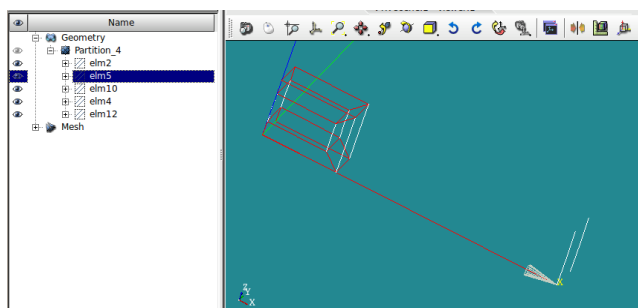 Name
Geometry
Partition_4
elm2
elm5
elm10
elm4
elm12
Mesh
X
Z
Y
X